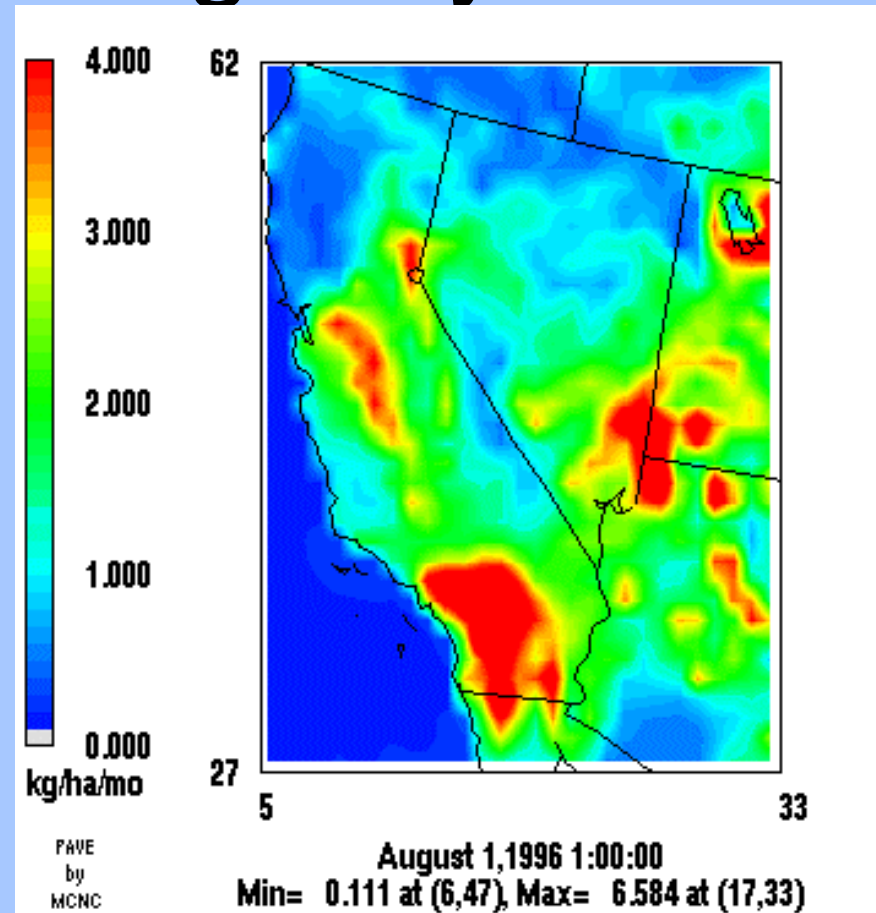 4.000
3.000
2.000
1.000
0.000
kg/ha/mo
62
27
5
33
PAVE
by
MCNC
August 1,1996 1:00:00
Min= 0.111 at (6,47), Max= 6.584 at (17,33)